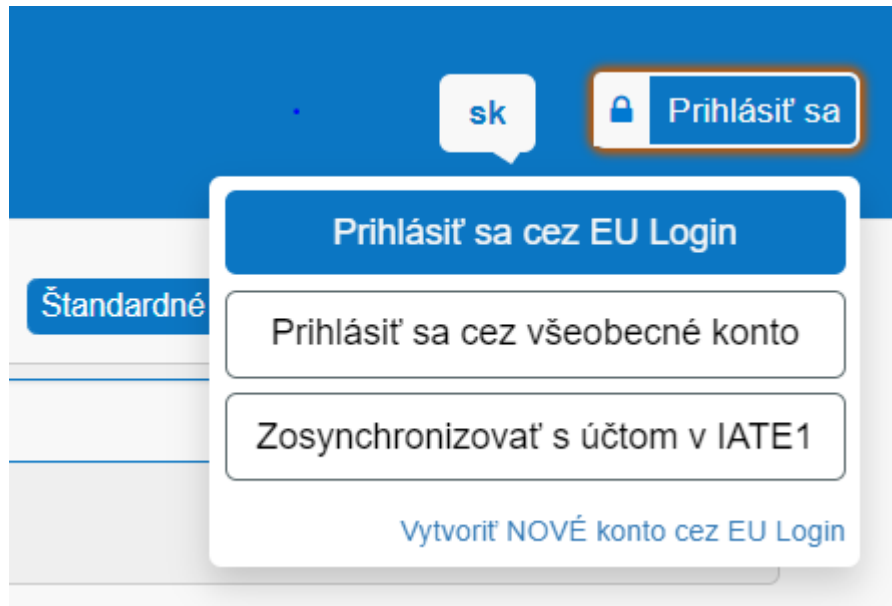 sk
Prihlásiť sa
Prihlásiť sa cez EU Login
Štandardné
Prihlásiť sa cez všeobecné konto
Zosynchronizovať s účtom v IATE1
Vytvoriť NOVÉ konto cez EU Login